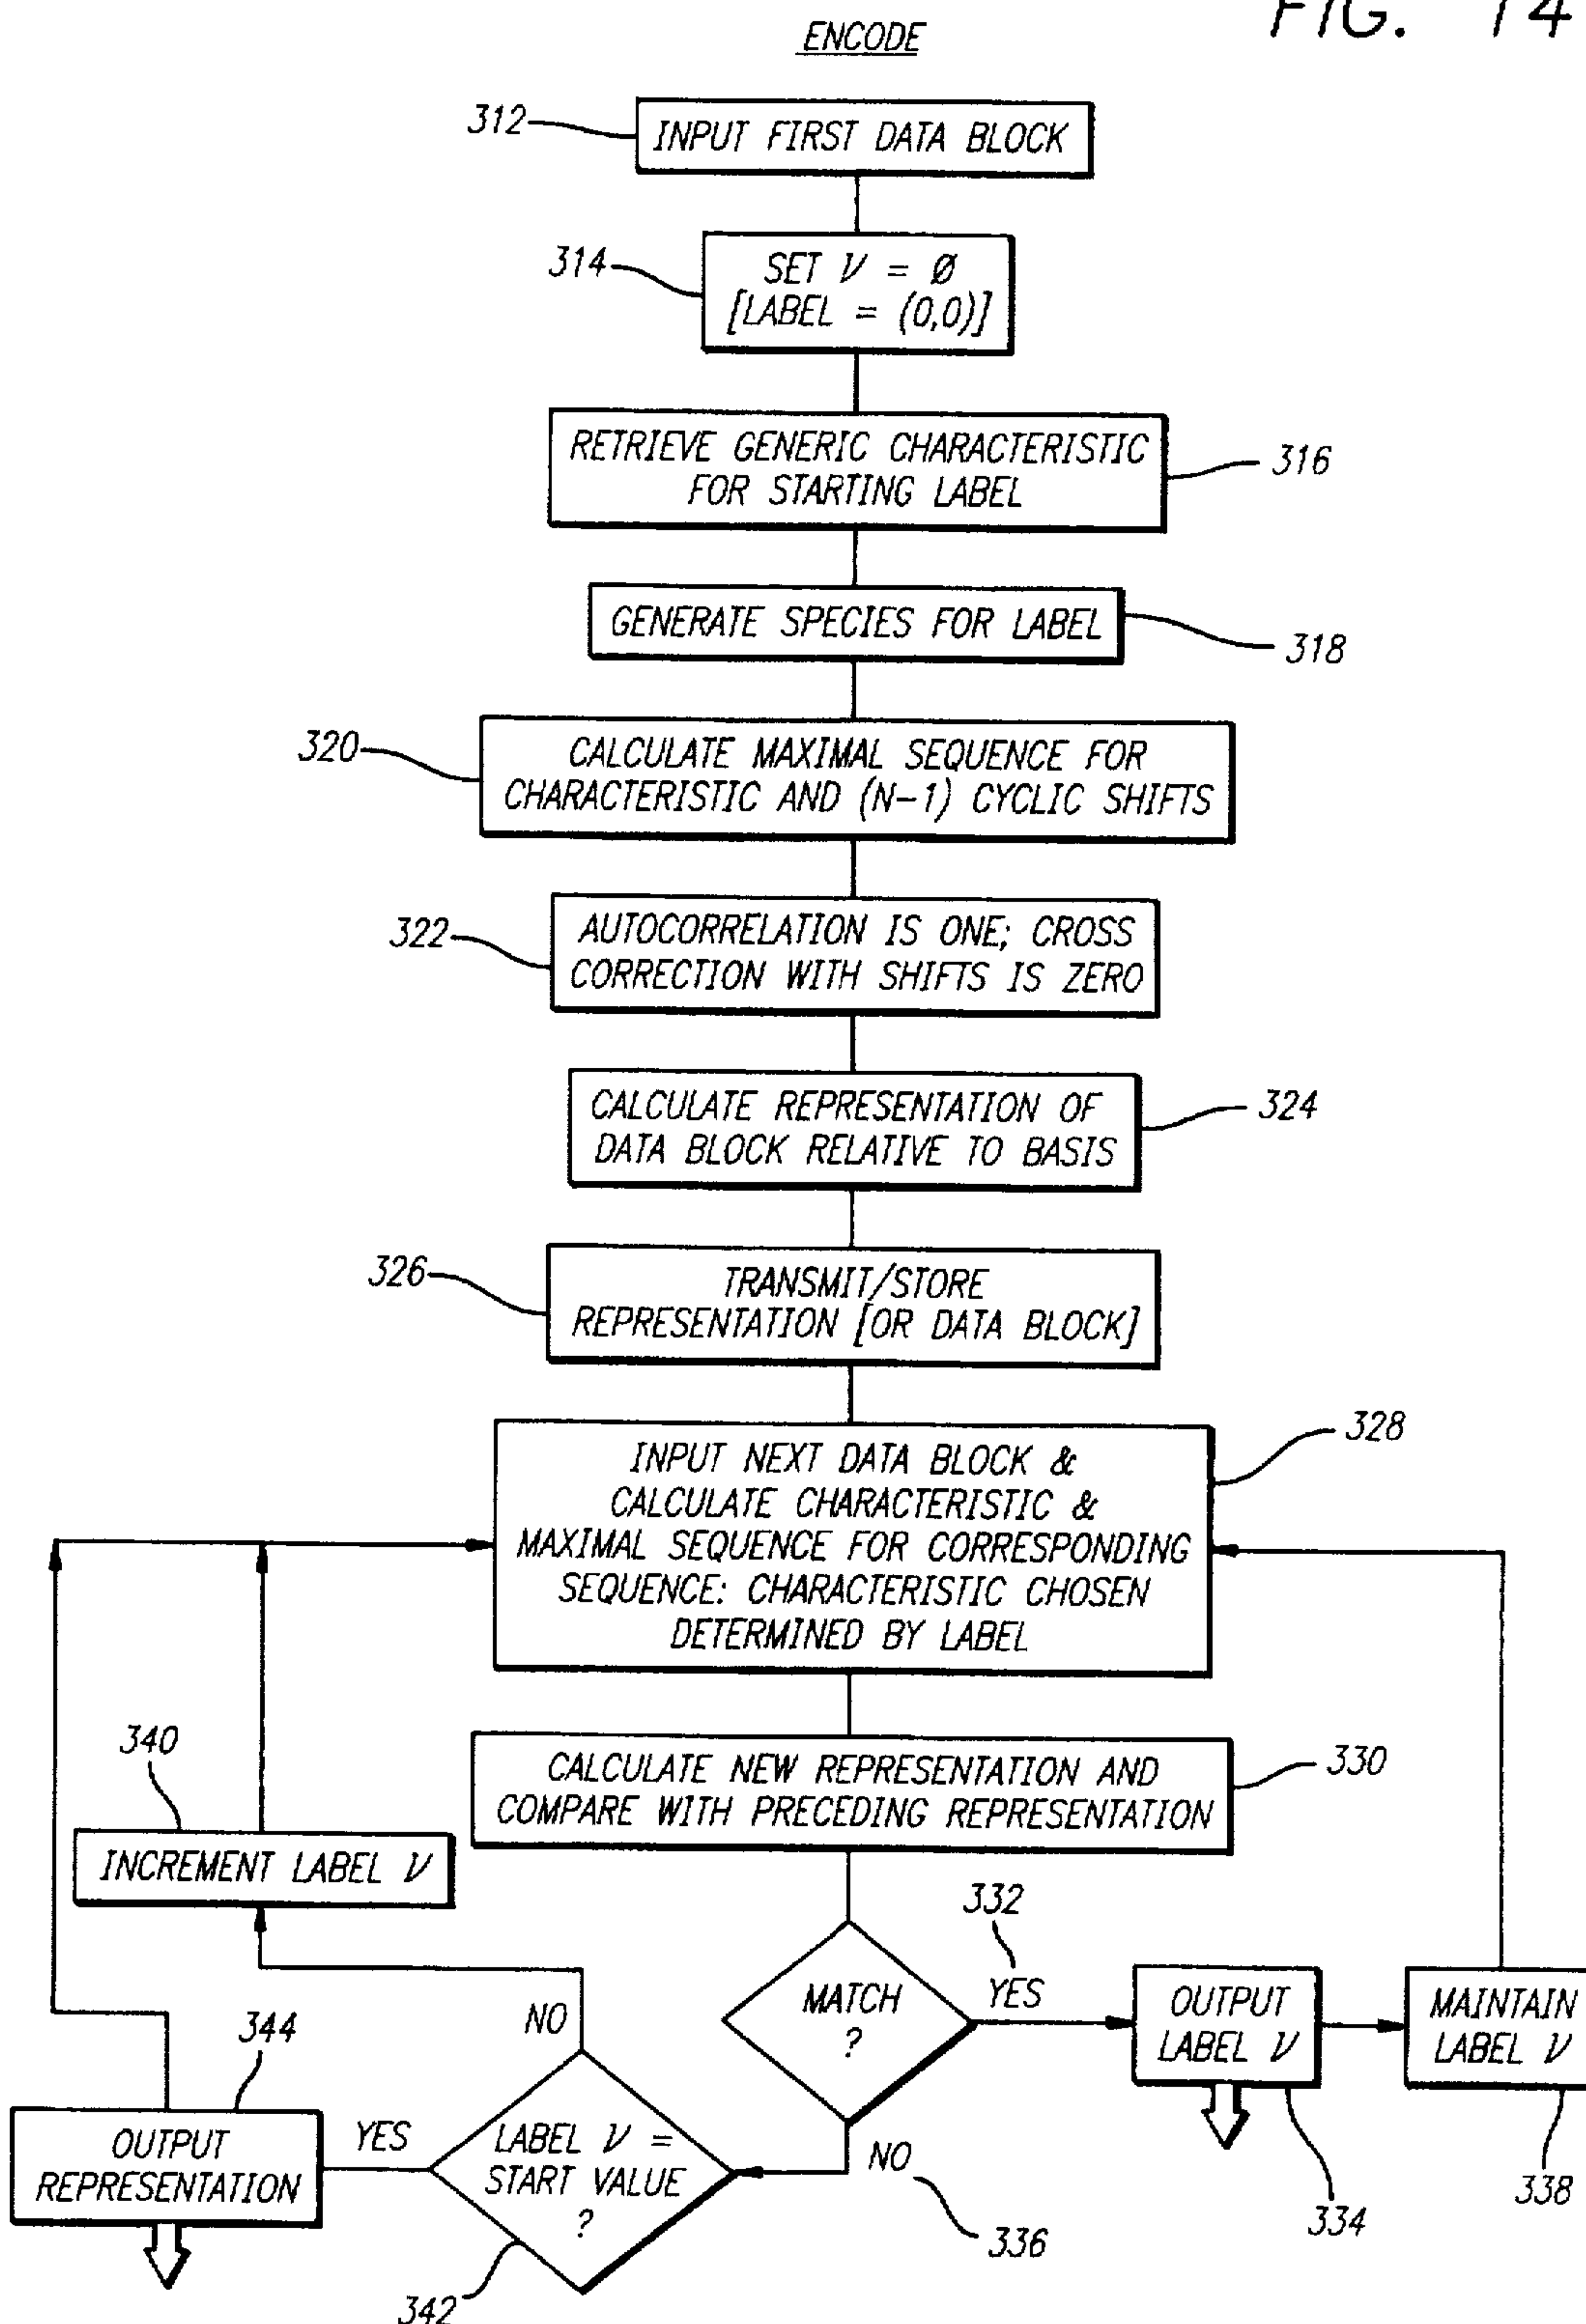 FIG. 14
ENCODE
312
INPUT FIRST DATA BLOCK
314
SET ν = Ø
[LABEL = (0,0)]
RETRIEVE GENERIC CHARACTERISTIC
FOR STARTING LABEL
316
GENERATE SPECIES FOR LABEL
318
320
CALCULATE MAXIMAL SEQUENCE FOR
CHARACTERISTIC AND (N-1) CYCLIC SHIFTS
322
AUTOCORRELATION IS ONE; CROSS
CORRECTION WITH SHIFTS IS ZERO
CALCULATE REPRESENTATION OF
DATA BLOCK RELATIVE TO BASIS
324
326
TRANSMIT/STORE
REPRESENTATION [OR DATA BLOCK]
328
INPUT NEXT DATA BLOCK &
CALCULATE CHARACTERISTIC &
MAXIMAL SEQUENCE FOR CORRESPONDING
SEQUENCE: CHARACTERISTIC CHOSEN
DETERMINED BY LABEL
CALCULATE NEW REPRESENTATION AND
COMPARE WITH PRECEDING REPRESENTATION
330
340
INCREMENT LABEL ν
MATCH
?
332
YES
OUTPUT
LABEL ν
334
MAINTAIN
LABEL ν
338
NO
336
LABEL ν =
START VALUE
?
342
NO
YES
344
OUTPUT
REPRESENTATION